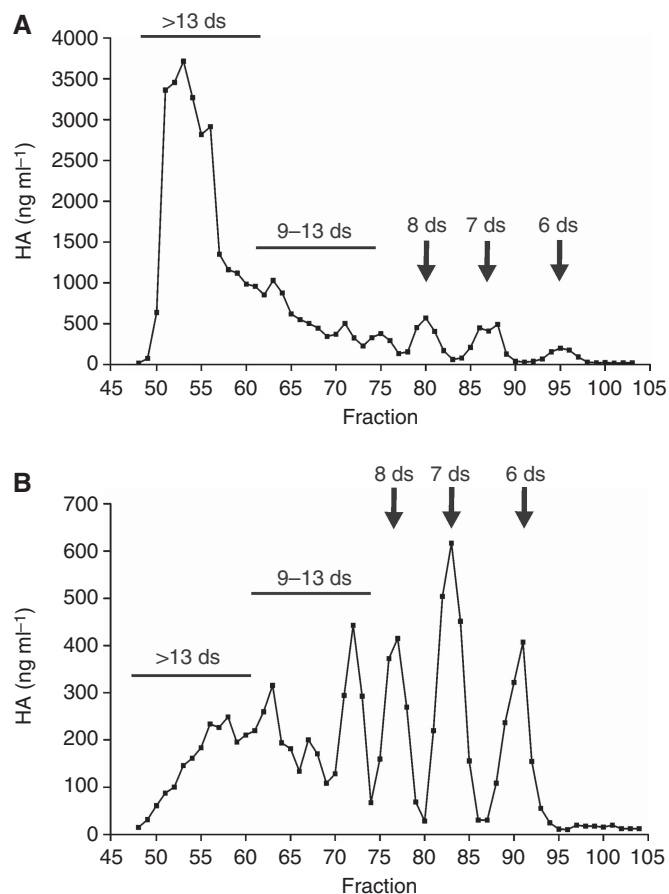 A
>13 ds
4000
3500
3000
2500
2000
1500
1000
500
0
HA (ng ml⁻¹)
9–13 ds
8 ds
7 ds
6 ds
45 50 55 60 65 70 75 80 85 90 95 100 105
Fraction
B
8 ds
7 ds
6 ds
700
600
500
400
300
200
100
0
HA (ng ml⁻¹)
9–13 ds
>13 ds
45 50 55 60 65 70 75 80 85 90 95 100 105
Fraction